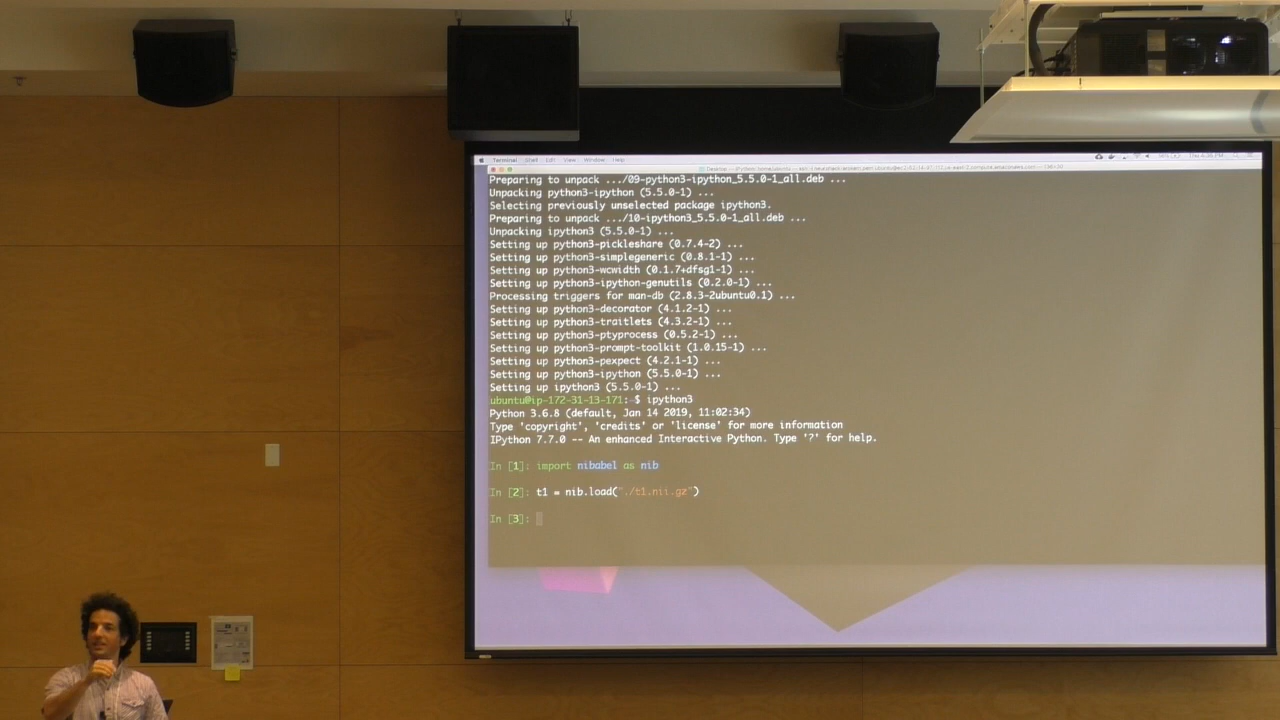 Terminal Shell Edit View Window Help
Preparing to unpack .../09-python3-ipython_5.5.0-1_all.deb ...
Unpacking python3-ipython (5.5.0-1) ...
Selecting previously unselected package ipython3.
Preparing to unpack .../10-ipython3_5.5.0-1_all.deb ...
Unpacking ipython3 (5.5.0-1) ...
Setting up python3-pickleshare (0.7.4-2) ...
Setting up python3-simplegeneric (0.8.1-1) ...
Setting up python3-wcwidth (0.1.7+dfsg1-1) ...
Setting up python3-ipython-genutils (0.2.0-1) ...
Processing triggers for man-db (2.8.3-2ubuntu0.1) ...
Setting up python3-decorator (4.1.2-1) ...
Setting up python3-traitlets (4.3.2-1) ...
Setting up python3-ptyprocess (0.5.2-1) ...
Setting up python3-prompt-toolkit (1.0.15-1) ...
Setting up python3-pexpect (4.2.1-1) ...
Setting up python3-ipython (5.5.0-1) ...
Setting up ipython3 (5.5.0-1) ...
ubuntu@ip-172-31-13-171:~$ ipython3
Python 3.6.8 (default, Jan 14 2019, 11:02:34)
Type 'copyright', 'credits' or 'license' for more information
IPython 7.7.0 -- An enhanced Interactive Python. Type '?' for help.
In [1]: import nibabel as nib
In [2]: t1 = nib.load("./t1.nii.gz")
In [3]: